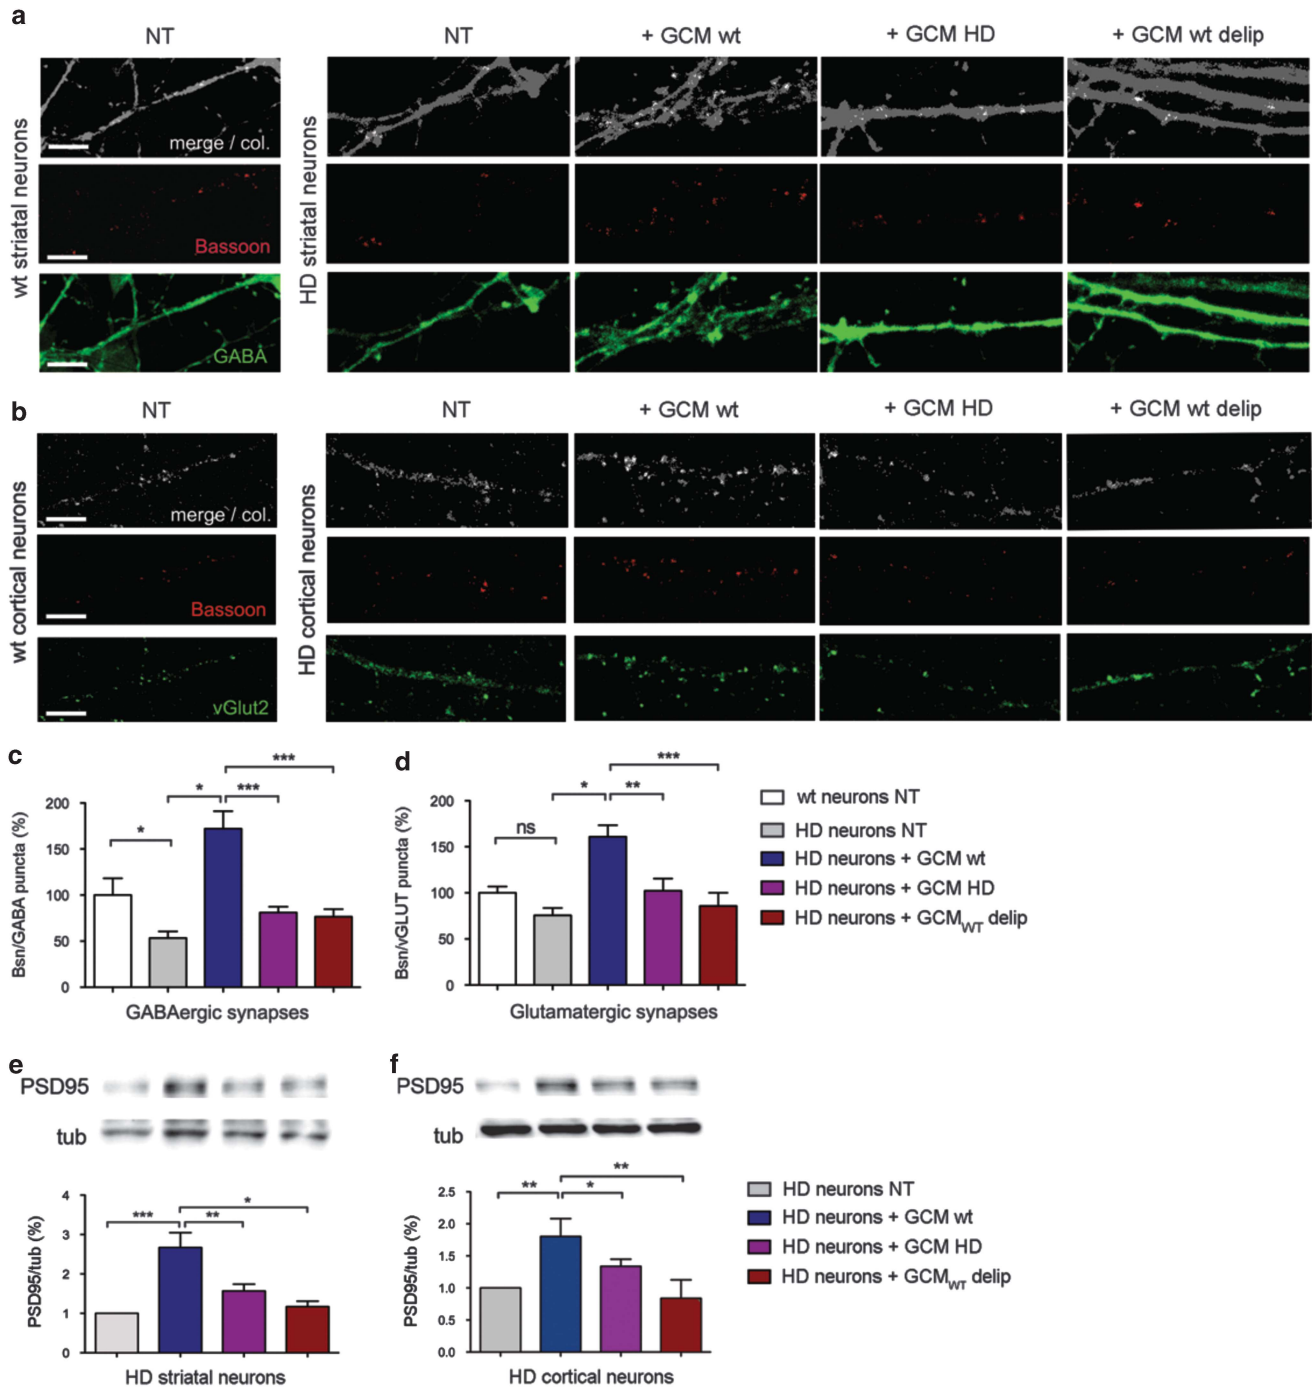 a
NT
NT
+ GCM wt
+ GCM HD
+ GCM wt delip
wt striatal neurons
HD striatal neurons
merge / col.
Bassoon
GABA
b
NT
NT
+ GCM wt
+ GCM HD
+ GCM wt delip
wt cortical neurons
HD cortical neurons
merge / col.
Bassoon
vGlut2
c
Bsn/GABA puncta (%)
200
150
100
50
0
*
*
***
***
GABAergic synapses
d
Bsn/vGLUT puncta (%)
200
150
100
50
0
ns
*
**
***
Glutamatergic synapses
wt neurons NT
HD neurons NT
HD neurons + GCM wt
HD neurons + GCM HD
HD neurons + GCMWT delip
e
PSD95
tub
PSD95/tub (%)
4
3
2
1
0
***
**
*
HD striatal neurons
f
PSD95
tub
PSD95/tub (%)
2.5
2.0
1.5
1.0
0.5
0.0
**
*
**
HD cortical neurons
HD neurons NT
HD neurons + GCM wt
HD neurons + GCM HD
HD neurons + GCMWT delip